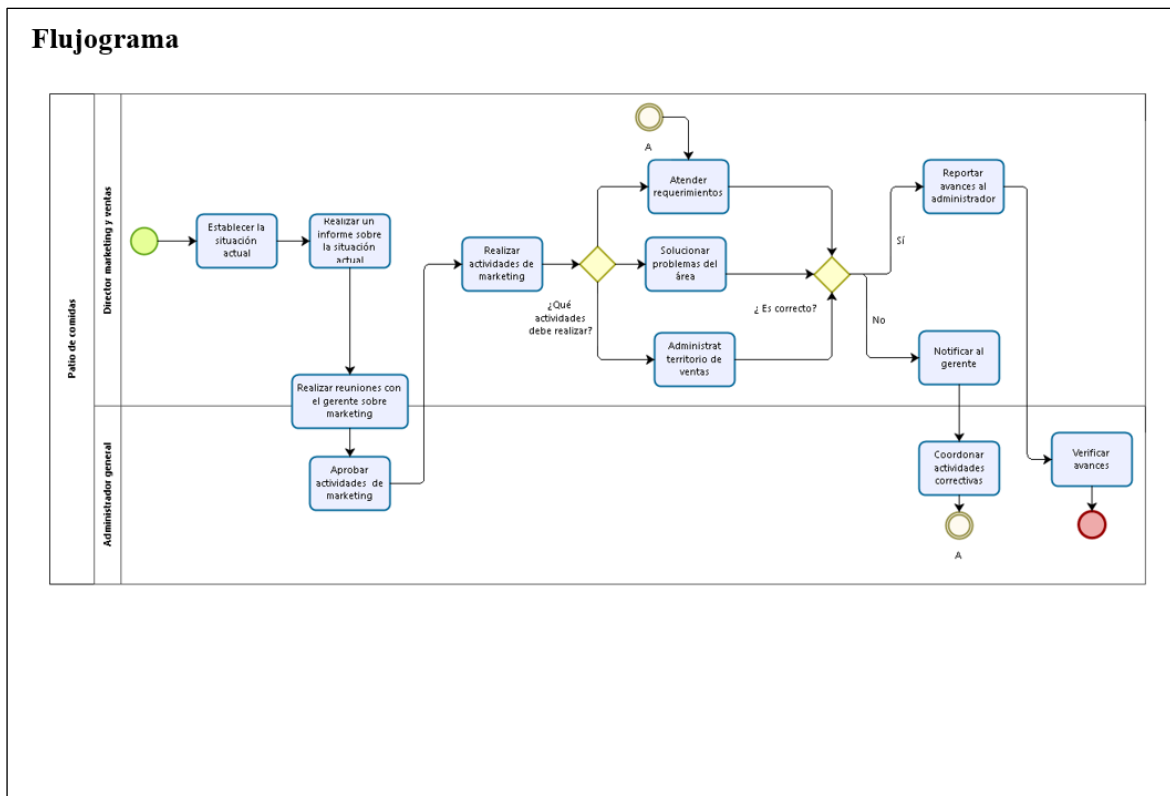 Flujograma
Patio de comidas
Director marketing y ventas
Administrador general
Establecer la
situación
actual
Realizar un
informe sobre
la situación
actual
Realizar reuniones con
el gerente sobre
marketing
Aprobar
actividades de
marketing
Realizar
actividades de
marketing
¿Qué
actividades
debe realizar?
A
Atender
requerimientos
Solucionar
problemas del
área
Administrat
territorio de
ventas
¿ Es correcto?
Sí
No
Reportar
avances al
administrador
Notificar al
gerente
Coordonar
actividades
correctivas
A
Verificar
avances